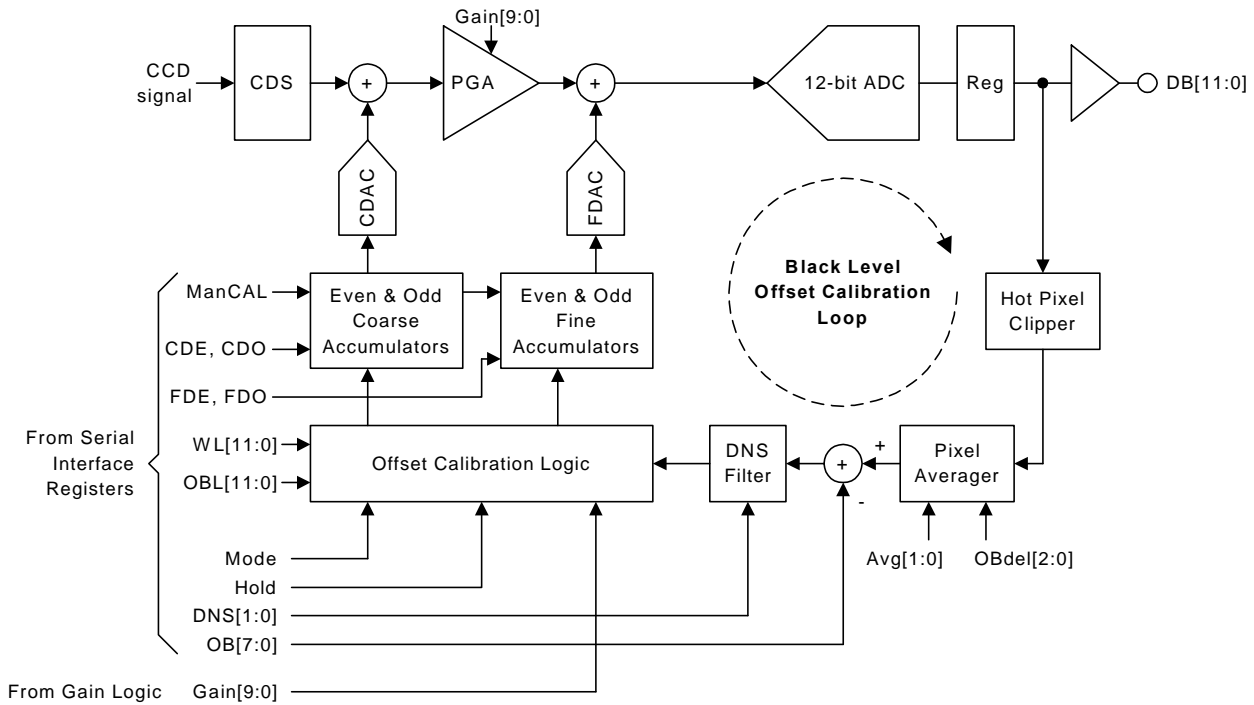 Gain[9:0]
CCD
signal
CDS
+
PGA
+
12-bit ADC
Reg
DB[11:0]
CDAC
FDAC
Black Level
Offset Calibration
Loop
ManCAL
Even & Odd
Coarse
Accumulators
Even & Odd
Fine
Accumulators
Hot Pixel
Clipper
CDE, CDO
FDE, FDO
From Serial
Interface
Registers
WL[11:0]
OBL[11:0]
Offset Calibration Logic
DNS
Filter
+
+
-
Pixel
Averager
Mode
Hold
DNS[1:0]
OB[7:0]
Avg[1:0]
OBdel[2:0]
From Gain Logic
Gain[9:0]